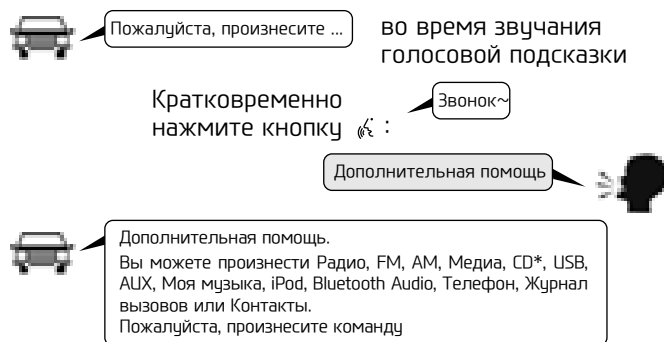 Пожалуйста, произнесите ...
во время звучания
голосовой подсказки
Кратковременно
нажмите кнопку :
Звонок~
Дополнительная помощь
Дополнительная помощь.
Вы можете произнести Радио, FM, AM, Медиа, CD*, USB,
AUX, Моя музыка, iPod, Bluetooth Audio, Телефон, Журнал
вызовов или Контакты.
Пожалуйста, произнесите команду